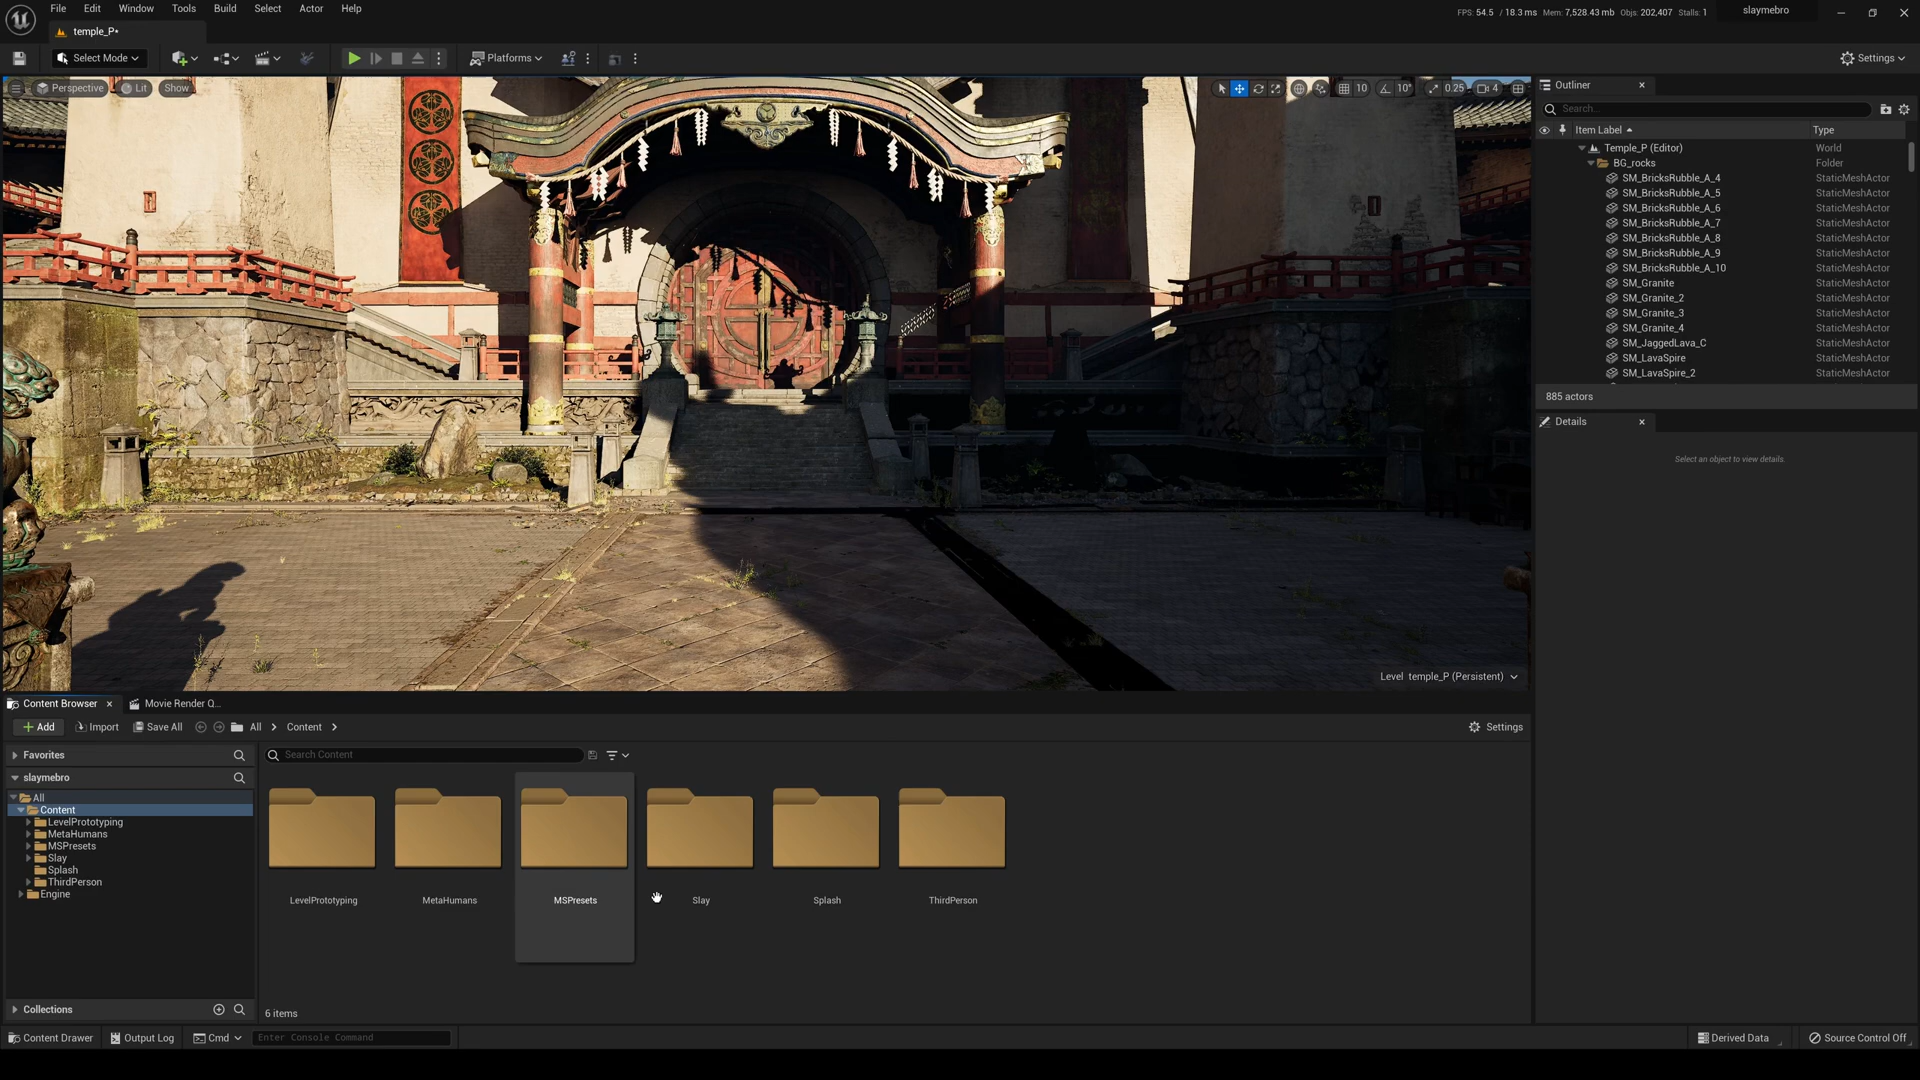 File Edit Window Tools Build Select Actor Help
FPS: 54.5 / 18.3 ms Mem: 7,528.43 mb Objs: 202,407 Stalls: 1
slaymebro
temple_P•
Select Mode
Platforms
Settings
Perspective Lit Show
10 10° 0.25 4
Level temple_P (Persistent)
Outliner
Search...
Item Label Type
Temple_P (Editor) World
BG_rocks Folder
SM_BricksRubble_A_4 StaticMeshActor
SM_BricksRubble_A_5 StaticMeshActor
SM_BricksRubble_A_6 StaticMeshActor
SM_BricksRubble_A_7 StaticMeshActor
SM_BricksRubble_A_8 StaticMeshActor
SM_BricksRubble_A_9 StaticMeshActor
SM_BricksRubble_A_10 StaticMeshActor
SM_Granite StaticMeshActor
SM_Granite_2 StaticMeshActor
SM_Granite_3 StaticMeshActor
SM_Granite_4 StaticMeshActor
SM_JaggedLava_C StaticMeshActor
SM_LavaSpire StaticMeshActor
SM_LavaSpire_2 StaticMeshActor
885 actors
Details
Select an object to view details.
Content Browser Movie Render Q...
Add Import Save All All Content Settings
Favorites
slaymebro
All
Content
LevelPrototyping
MetaHumans
MSPresets
Slay
Splash
ThirdPerson
Engine
Collections
Search Content
LevelPrototyping MetaHumans MSPresets Slay Splash ThirdPerson
6 items
Content Drawer Output Log Cmd Enter Console Command Derived Data Source Control Off